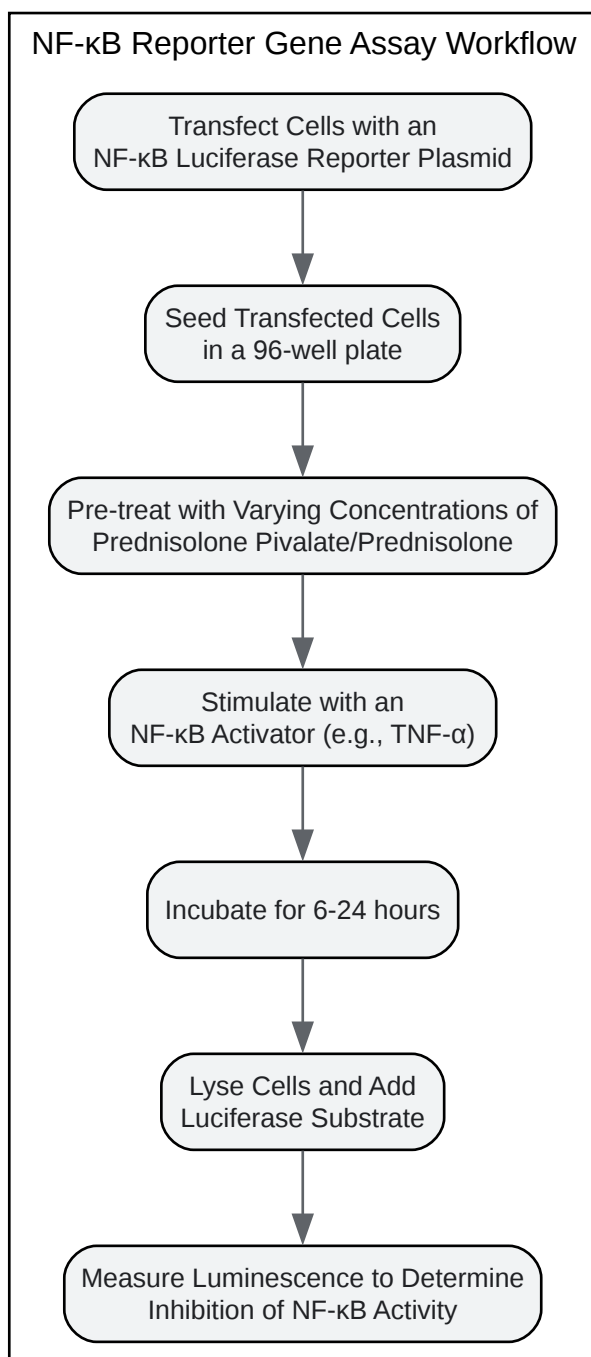 NF-κB Reporter Gene Assay Workflow
Transfect Cells with an
NF-κB Luciferase Reporter Plasmid
Seed Transfected Cells
in a 96-well plate
Pre-treat with Varying Concentrations of
Prednisolone Pivalate/Prednisolone
Stimulate with an
NF-κB Activator (e.g., TNF-α)
Incubate for 6-24 hours
Lyse Cells and Add
Luciferase Substrate
Measure Luminescence to Determine
Inhibition of NF-κB Activity